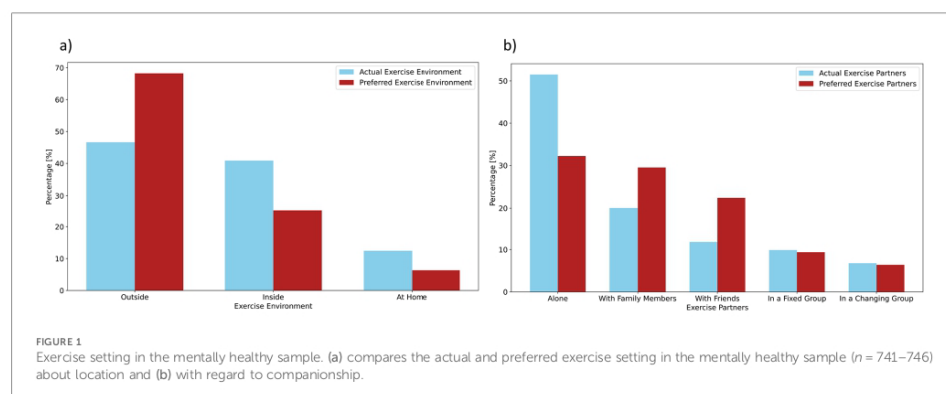 a)
Actual Exercise Environment
Preferred Exercise Environment
Percentage [%]
70
60
50
40
30
20
10
0
Outside
Inside
At Home
Exercise Environment
b)
Actual Exercise Partners
Preferred Exercise Partners
Percentage [%]
50
40
30
20
10
0
Alone
With Family Members
With Friends
In a Fixed Group
In a Changing Group
Exercise Partners
FIGURE 1
Exercise setting in the mentally healthy sample. (a) compares the actual and preferred exercise setting in the mentally healthy sample (n = 741–746)
about location and (b) with regard to companionship.